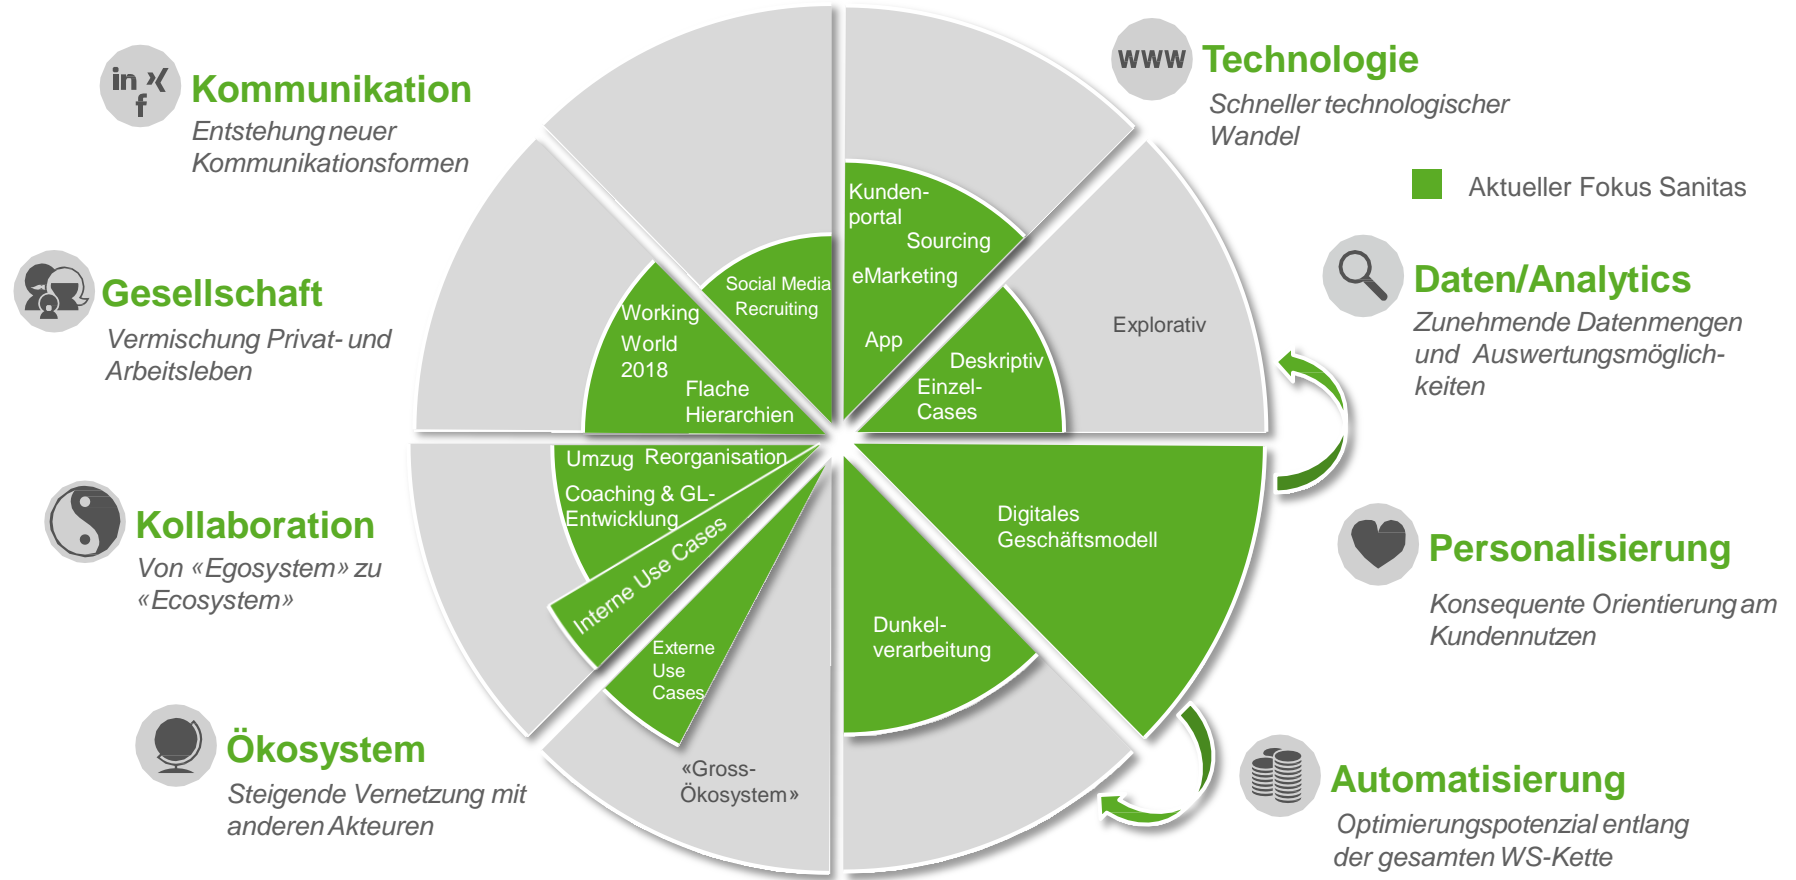 in X
f
Kommunikation
Entstehung neuer
Kommunikationsformen
www
Technologie
Schneller technologischer
Wandel
Aktueller Fokus Sanitas
Gesellschaft
Vermischung Privat- und
Arbeitsleben
Daten/Analytics
Zunehmende Datenmengen
und Auswertungsmöglich-
keiten
Kollaboration
Von «Egosystem» zu
«Ecosystem»
Personalisierung
Konsequente Orientierung am
Kundennutzen
Ökosystem
Steigende Vernetzung mit
anderen Akteuren
Automatisierung
Optimierungspotenzial entlang
der gesamten WS-Kette
Social Media
Recruiting
Kunden-
portal
Sourcing
eMarketing
App
Explorativ
Deskriptiv
Einzel-
Cases
Working
World
2018
Flache
Hierarchien
Umzug Reorganisation
Coaching & GL-
Entwicklung
Interne Use Cases
Externe
Use
Cases
«Gross-
Ökosystem»
Digitales
Geschäftsmodell
Dunkel-
verarbeitung